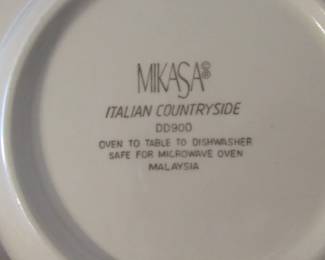 MIKASA©®
ITALIAN COUNTRYSIDE
DD900
OVEN TO TABLE TO DISHWASHER
SAFE FOR MICROWAVE OVEN
MALAYSIA